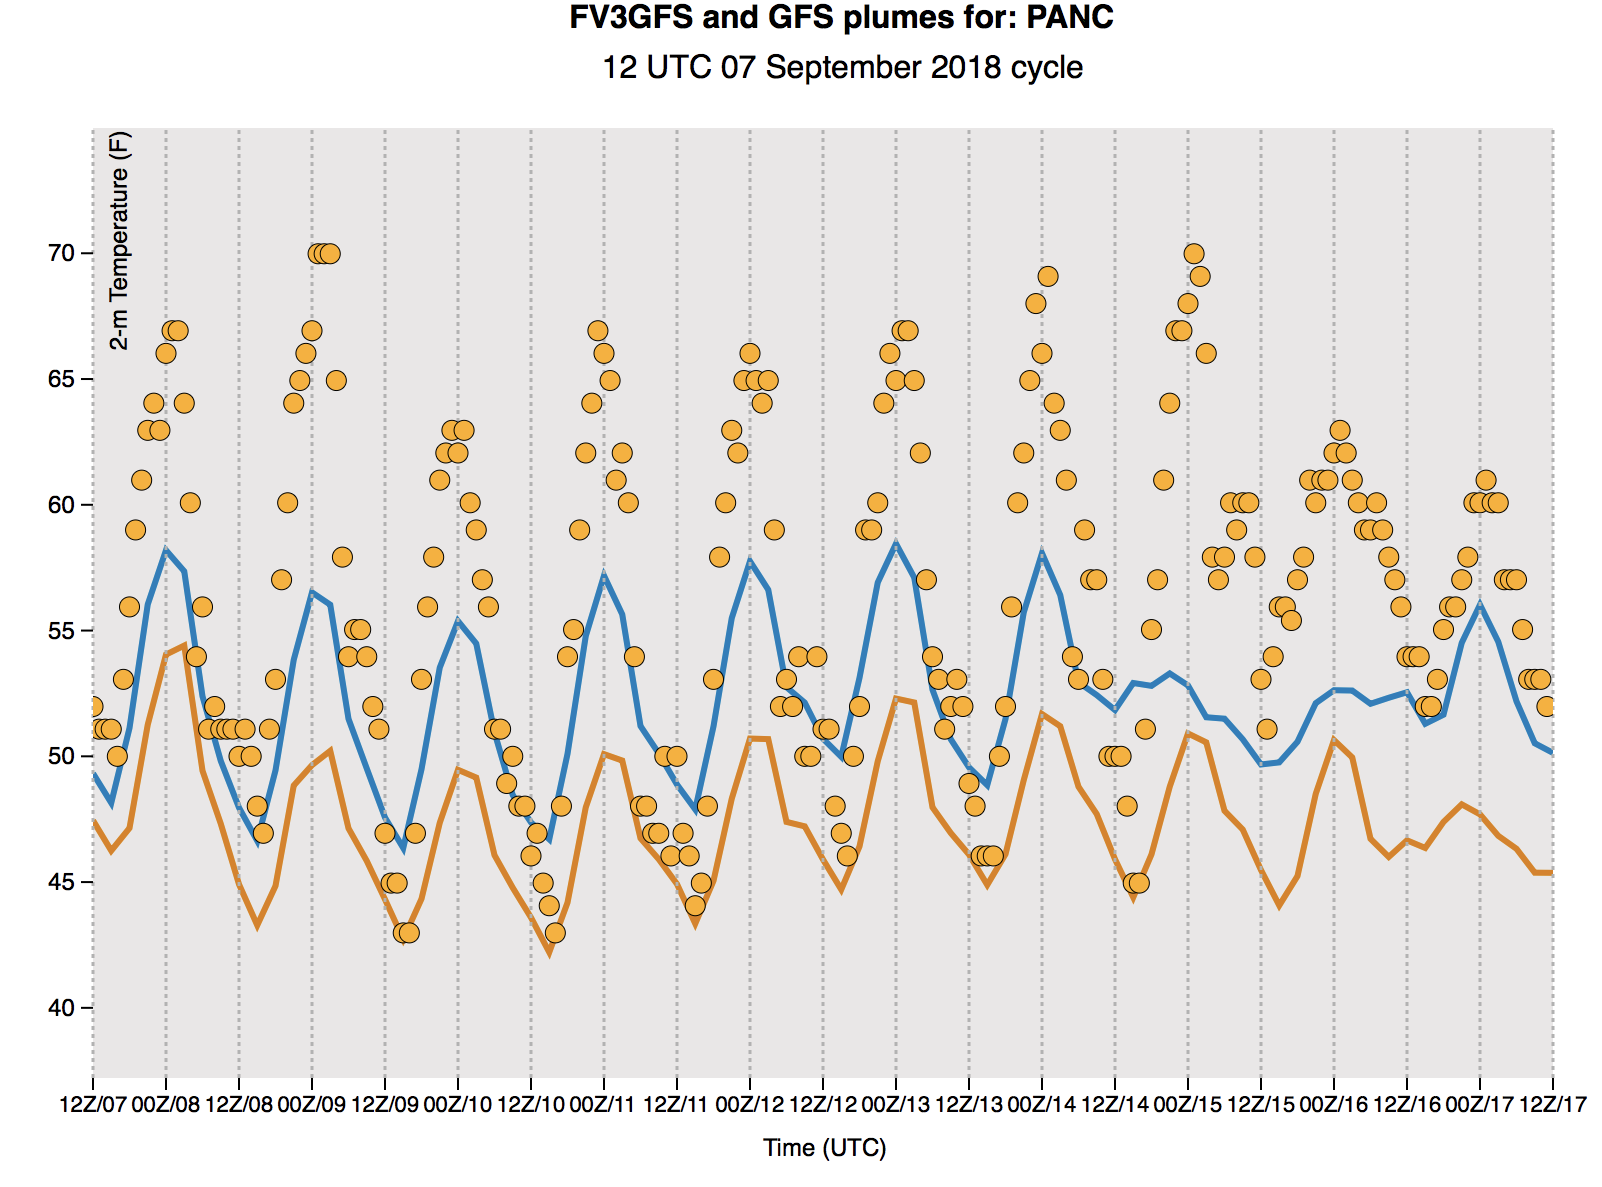 FV3GFS and GFS plumes for: PANC
12 UTC 07 September 2018 cycle
2-m Temperature (F)
70
65
60
55
50
45
40
12Z/07 00Z/08 12Z/08 00Z/09 12Z/09 00Z/10 12Z/10 00Z/11 12Z/11 00Z/12 12Z/12 00Z/13 12Z/13 00Z/14 12Z/14 00Z/15 12Z/15 00Z/16 12Z/16 00Z/17 12Z/17
Time (UTC)